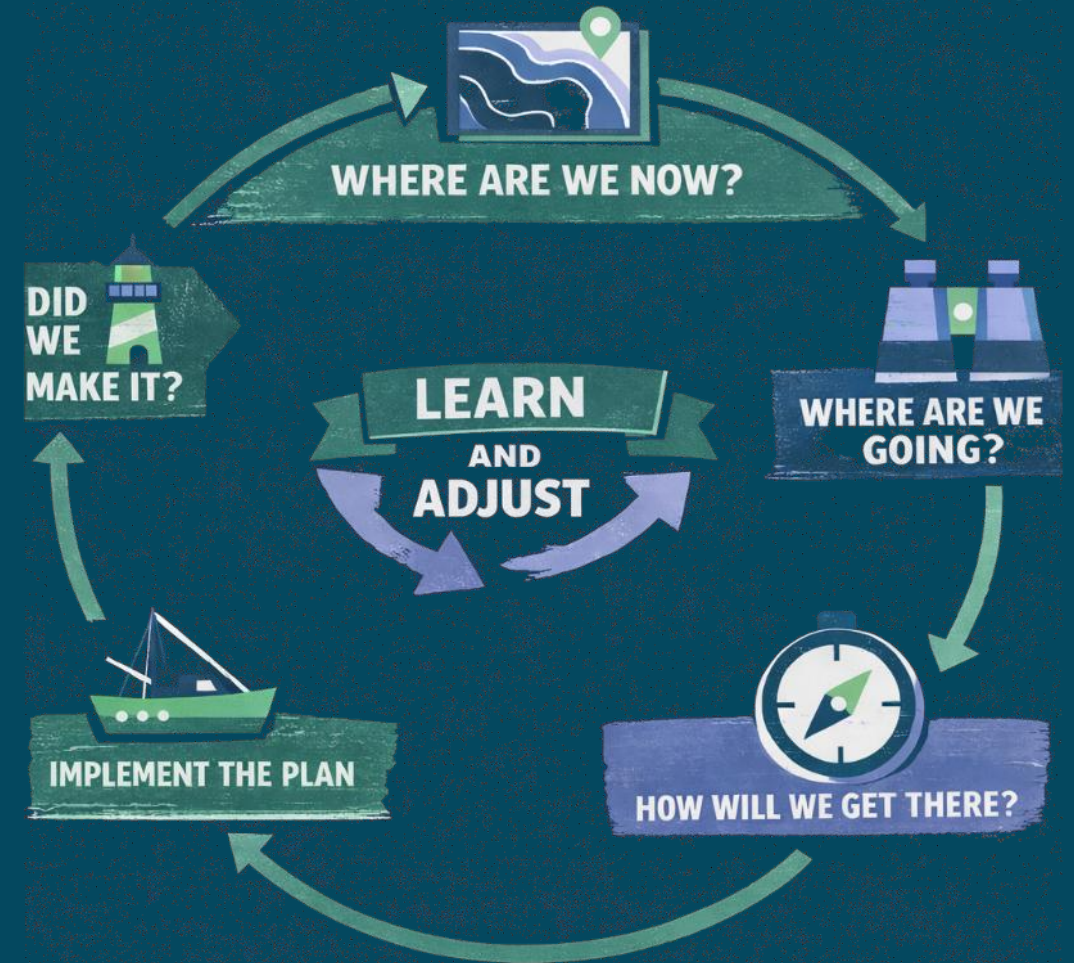 WHERE ARE WE NOW?
WHERE ARE WE
GOING?
HOW WILL WE GET THERE?
IMPLEMENT THE PLAN
DID
WE
MAKE IT?
LEARN
AND
ADJUST